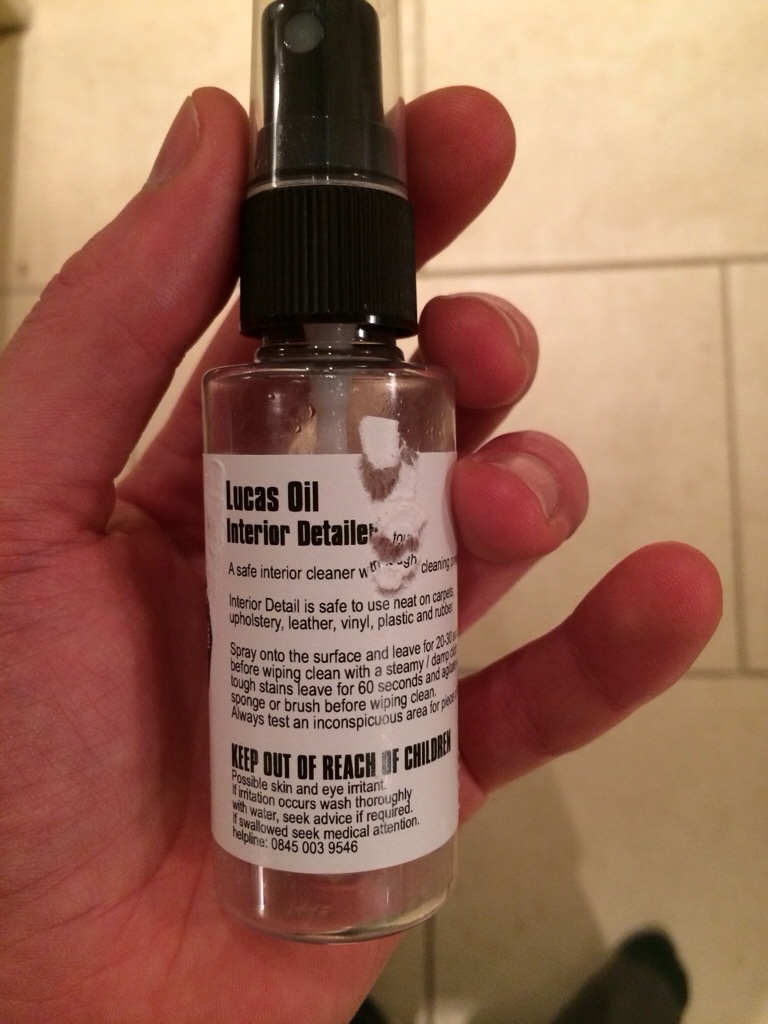 Lucas Oil
Interior Detailer
A safe interior cleaner with tough cleaning
Interior Detail is safe to use neat on carpets,
upholstery, leather, vinyl, plastic and rubber.
Spray onto the surface and leave for 20-30
before wiping clean with a steamy / damp
tough stains leave for 60 seconds and
sponge or brush before wiping clean.
Always test an inconspicuous area for
KEEP OUT OF REACH OF CHILDREN
Possible skin and eye irritant.
If irritation occurs wash thoroughly
with water, seek advice if required.
If swallowed seek medical attention.
helpline: 0845 003 9546